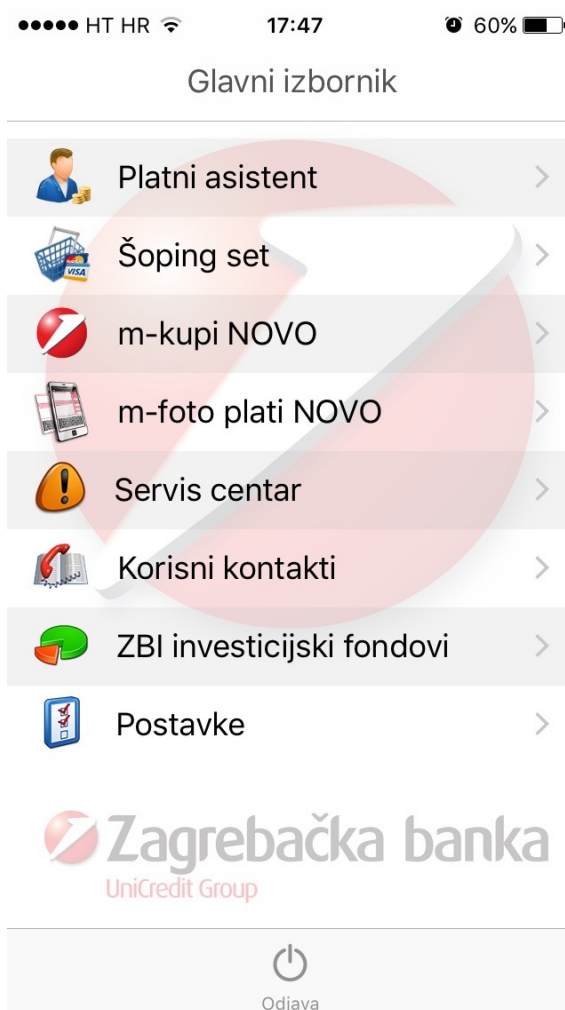 HT HR 17:47 60%
Glavni izbornik
Platni asistent
Šoping set
VISA
m-kupi NOVO
m-foto plati NOVO
Servis centar
Korisni kontakti
ZBI investicijski fondovi
Postavke
Zagrebačka banka
UniCredit Group
Odjava